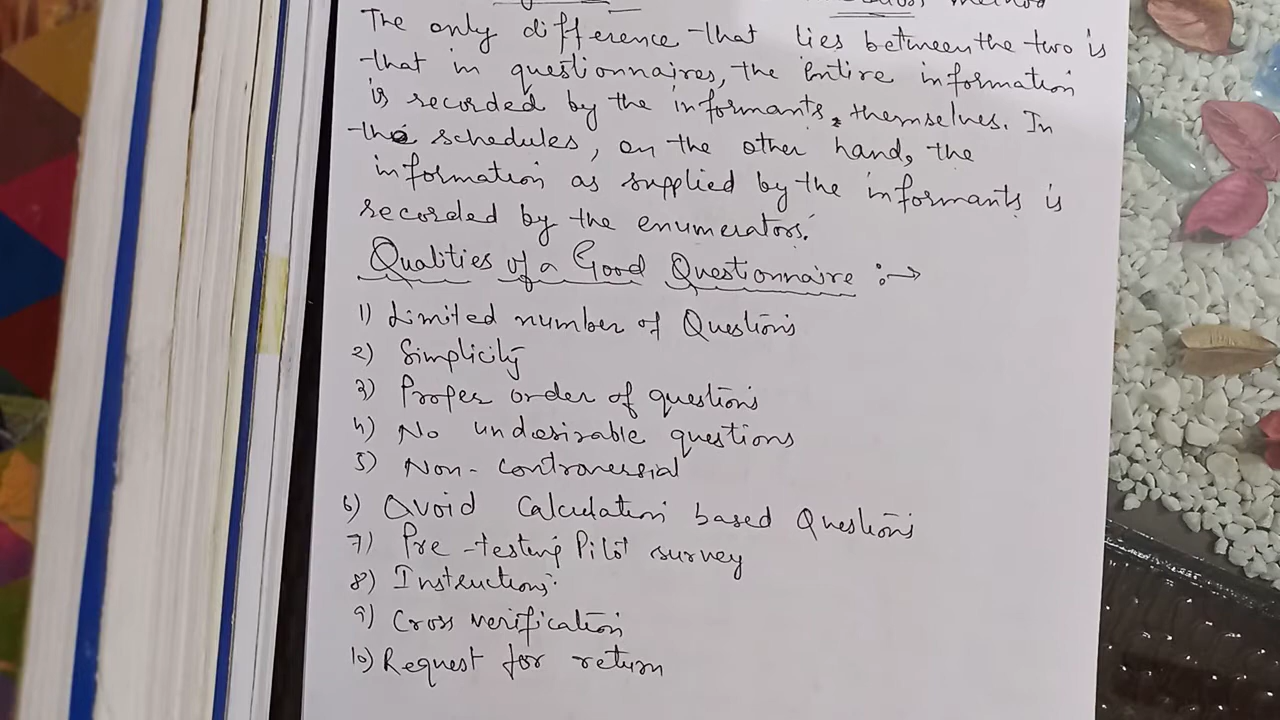 method
The only difference that lies between the two is
that in questionnaires, the entire information
is recorded by the informants themselves. In
the schedules, on the other hand, the
information as supplied by the informants is
recorded by the enumerators.
Qualities of a Good Questionnaire :→
1) Limited number of Questions
2) Simplicity
3) Proper order of questions
4) No undesirable questions
5) Non-controversial
6) Avoid Calculation based Questions
7) Pre-testing Pilot survey
8) Instructions.
9) Cross verification
10) Request for return